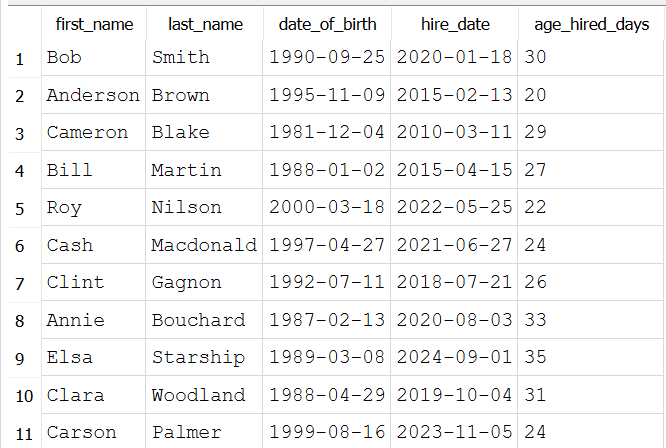 first_name last_name date_of_birth hire_date age_hired_days
1 Bob Smith 1990-09-25 2020-01-18 30
2 Anderson Brown 1995-11-09 2015-02-13 20
3 Cameron Blake 1981-12-04 2010-03-11 29
4 Bill Martin 1988-01-02 2015-04-15 27
5 Roy Nilson 2000-03-18 2022-05-25 22
6 Cash Macdonald 1997-04-27 2021-06-27 24
7 Clint Gagnon 1992-07-11 2018-07-21 26
8 Annie Bouchard 1987-02-13 2020-08-03 33
9 Elsa Starship 1989-03-08 2024-09-01 35
10 Clara Woodland 1988-04-29 2019-10-04 31
11 Carson Palmer 1999-08-16 2023-11-05 24